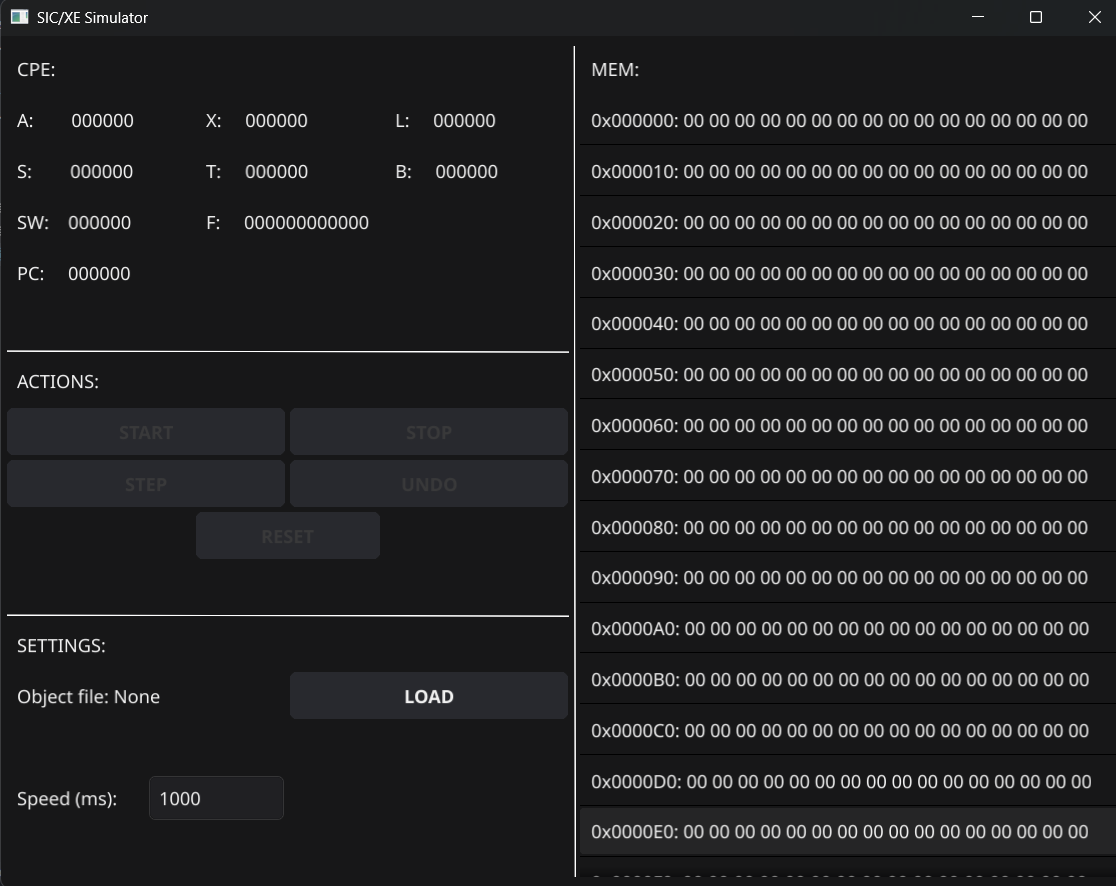 SIC/XE Simulator
CPE:
A: 000000 X: 000000 L: 000000
S: 000000 T: 000000 B: 000000
SW: 000000 F: 000000000000
PC: 000000
ACTIONS:
START STOP
STEP UNDO
RESET
SETTINGS:
Object file: None LOAD
Speed (ms): 1000
MEM:
0x000000: 00 00 00 00 00 00 00 00 00 00 00 00 00 00 00 00
0x000010: 00 00 00 00 00 00 00 00 00 00 00 00 00 00 00 00
0x000020: 00 00 00 00 00 00 00 00 00 00 00 00 00 00 00 00
0x000030: 00 00 00 00 00 00 00 00 00 00 00 00 00 00 00 00
0x000040: 00 00 00 00 00 00 00 00 00 00 00 00 00 00 00 00
0x000050: 00 00 00 00 00 00 00 00 00 00 00 00 00 00 00 00
0x000060: 00 00 00 00 00 00 00 00 00 00 00 00 00 00 00 00
0x000070: 00 00 00 00 00 00 00 00 00 00 00 00 00 00 00 00
0x000080: 00 00 00 00 00 00 00 00 00 00 00 00 00 00 00 00
0x000090: 00 00 00 00 00 00 00 00 00 00 00 00 00 00 00 00
0x0000A0: 00 00 00 00 00 00 00 00 00 00 00 00 00 00 00 00
0x0000B0: 00 00 00 00 00 00 00 00 00 00 00 00 00 00 00 00
0x0000C0: 00 00 00 00 00 00 00 00 00 00 00 00 00 00 00 00
0x0000D0: 00 00 00 00 00 00 00 00 00 00 00 00 00 00 00 00
0x0000E0: 00 00 00 00 00 00 00 00 00 00 00 00 00 00 00 00